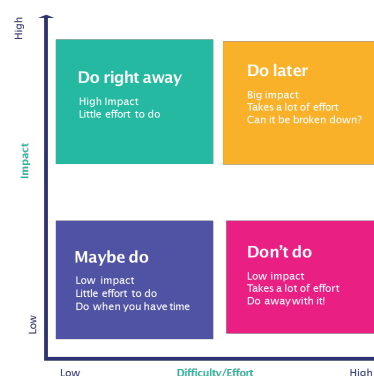 High
Do right away
High Impact
Little effort to do
Do later
Big impact
Takes a lot of effort
Can it be broken down?
Impact
Maybe do
Low impact
Little effort to do
Do when you have time
Don't do
Low impact
Takes a lot of effort
Do away with it!
Low
Low
Difficulty/Effort
High